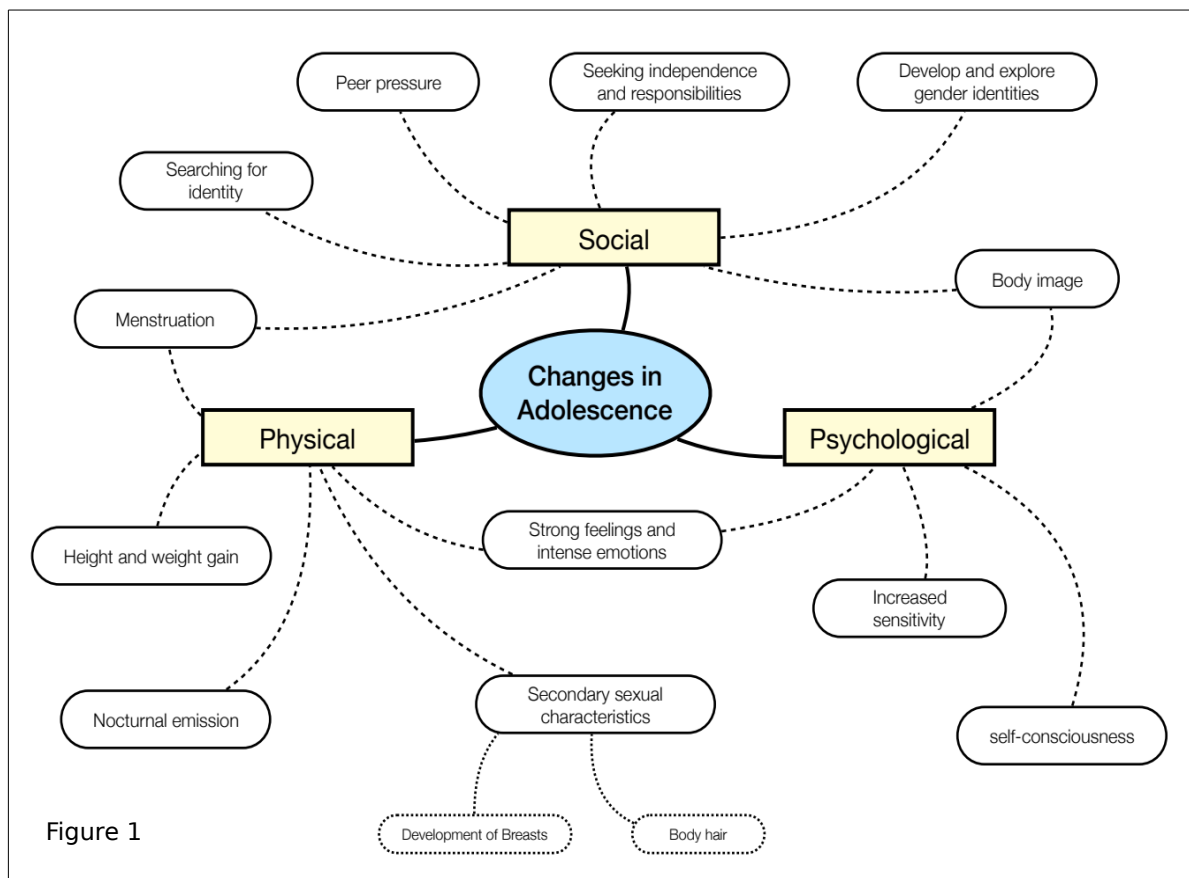 Peer pressure
Seeking independence
and responsibilities
Develop and explore
gender identities
Searching for
identity
Social
Body image
Menstruation
Changes in
Adolescence
Physical
Psychological
Strong feelings and
intense emotions
Height and weight gain
Increased
sensitivity
Secondary sexual
characteristics
Nocturnal emission
self-consciousness
Development of Breasts
Body hair
Figure 1